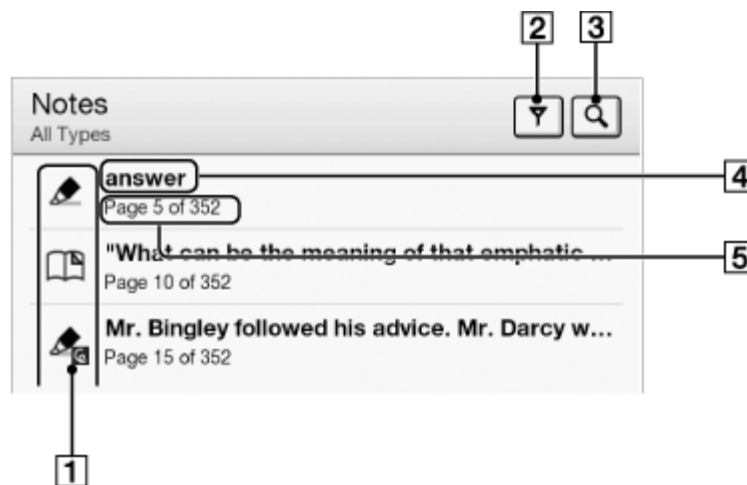 2 3
Notes
All Types
answer
4
Page 5 of 352
"What can be the meaning of that emphatic ...
5
Page 10 of 352
Mr. Bingley followed his advice. Mr. Darcy w...
Page 15 of 352
1